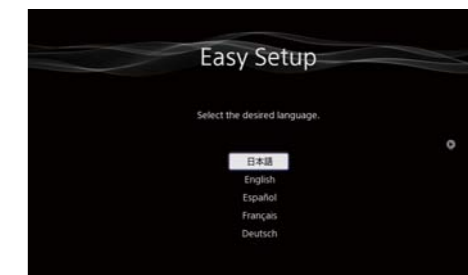 Easy Setup
Select the desired language.
日本語
English
Español
Français
Deutsch